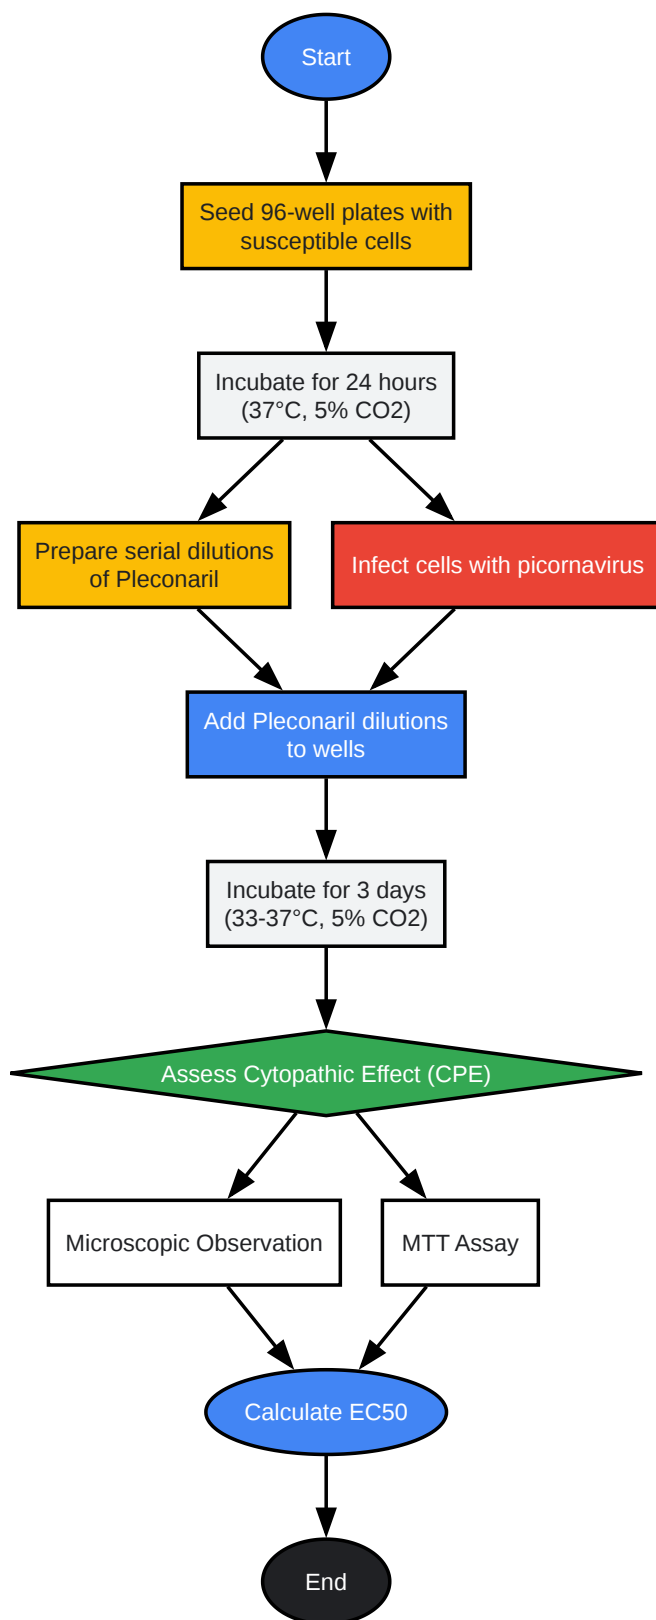 Start
Seed 96-well plates with
susceptible cells
Incubate for 24 hours
(37°C, 5% CO2)
Prepare serial dilutions
of Pleconaril
Infect cells with picornavirus
Add Pleconaril dilutions
to wells
Incubate for 3 days
(33-37°C, 5% CO2)
Assess Cytopathic Effect (CPE)
Microscopic Observation
MTT Assay
Calculate EC50
End